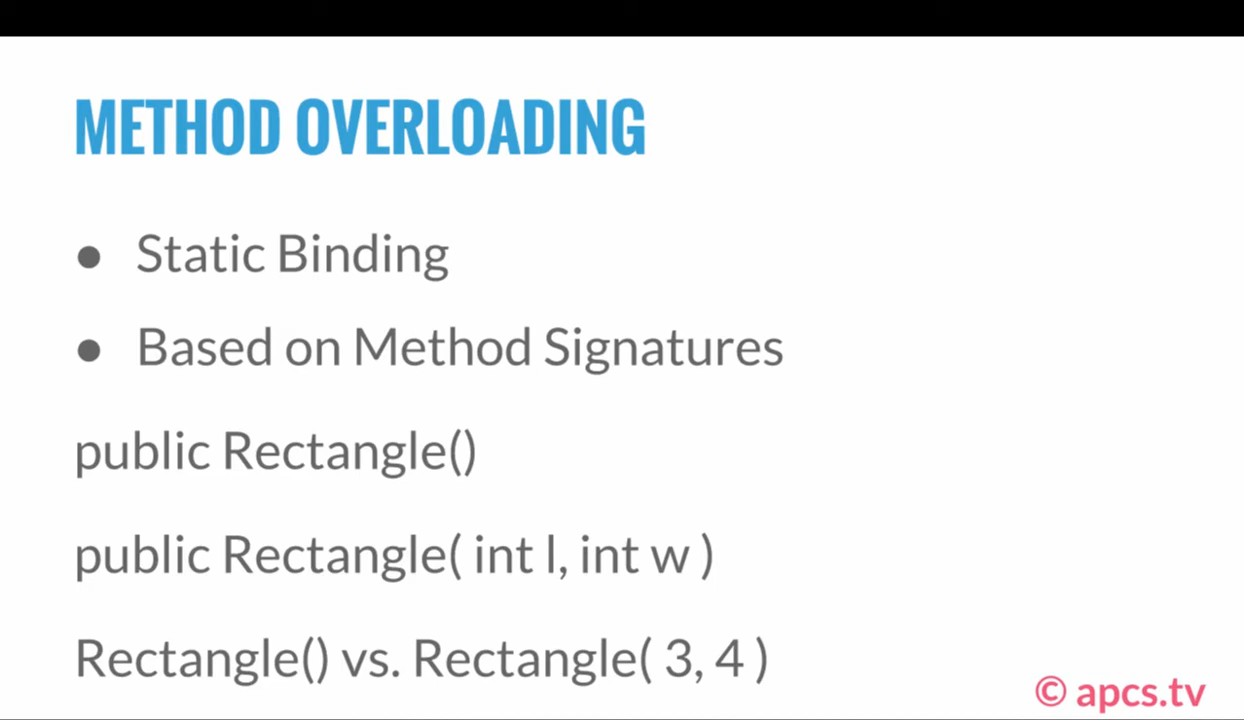 METHOD OVERLOADING
● Static Binding
● Based on Method Signatures
public Rectangle()
public Rectangle( int l, int w )
Rectangle() vs. Rectangle( 3, 4 )
© apcs.tv